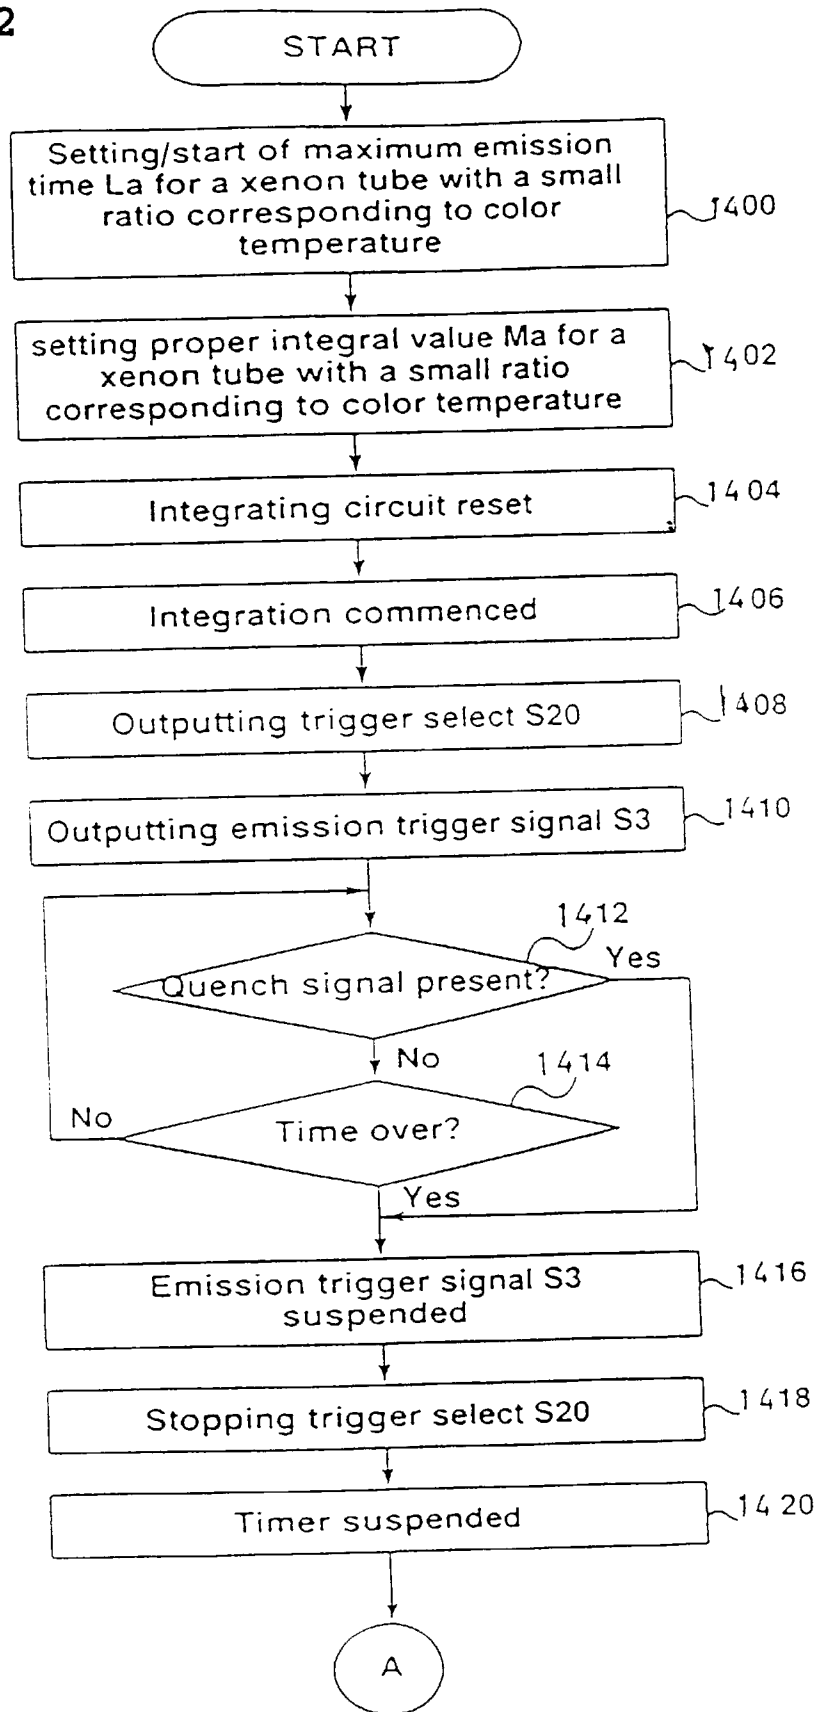 2
START
Setting/start of maximum emission
time La for a xenon tube with a small
ratio corresponding to color
temperature
1400
setting proper integral value Ma for a
xenon tube with a small ratio
corresponding to color temperature
1402
Integrating circuit reset
1404
Integration commenced
1406
Outputting trigger select S20
1408
Outputting emission trigger signal S3
1410
1412
Quench signal present?
Yes
No
1414
Time over?
No
Yes
Emission trigger signal S3
suspended
1416
Stopping trigger select S20
1418
Timer suspended
1420
A